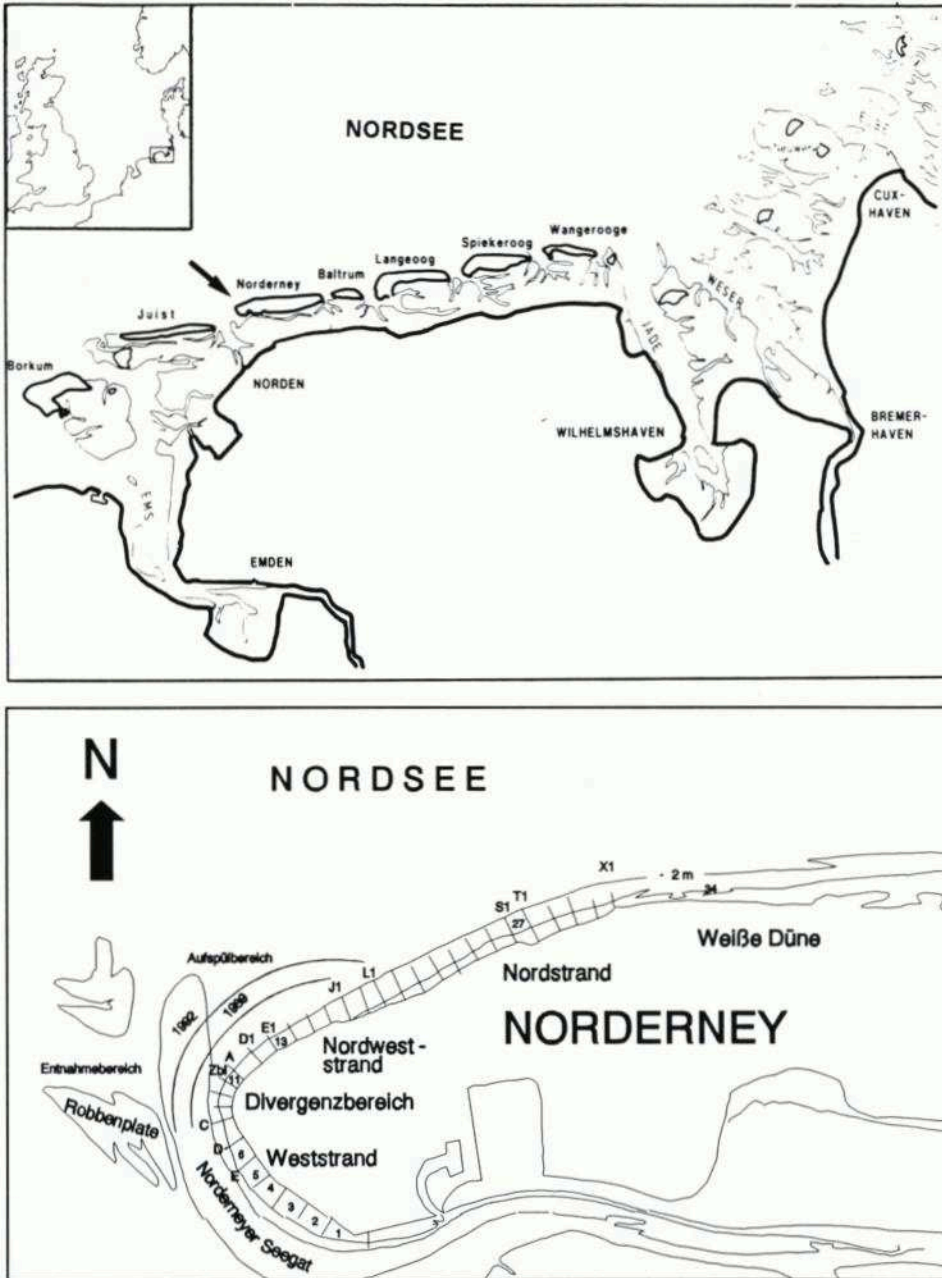 NORDSEE
CUX-
HAVEN
Wangerooge
Spiekeroog
Langeoog
Baltrum
Norderney
Juist
Borkum
WESER
JADE
NORDEN
WILHELMSHAVEN
BREMER-
HAVEN
EMS
EMDEN
N
NORDSEE
X1
- 2 m
T1
S1
27
34
Weiße Düne
Aufspülbereich
L1
Nordstrand
J1
1992
1989
E1
D1
13
NORDERNEY
A
Nordwest-
strand
Zbl
11
Entnahmebereich
Robbenplate
Divergenzbereich
C
D
6
Weststrand
E
5
4
3
2
1
Norderneyer Seegat